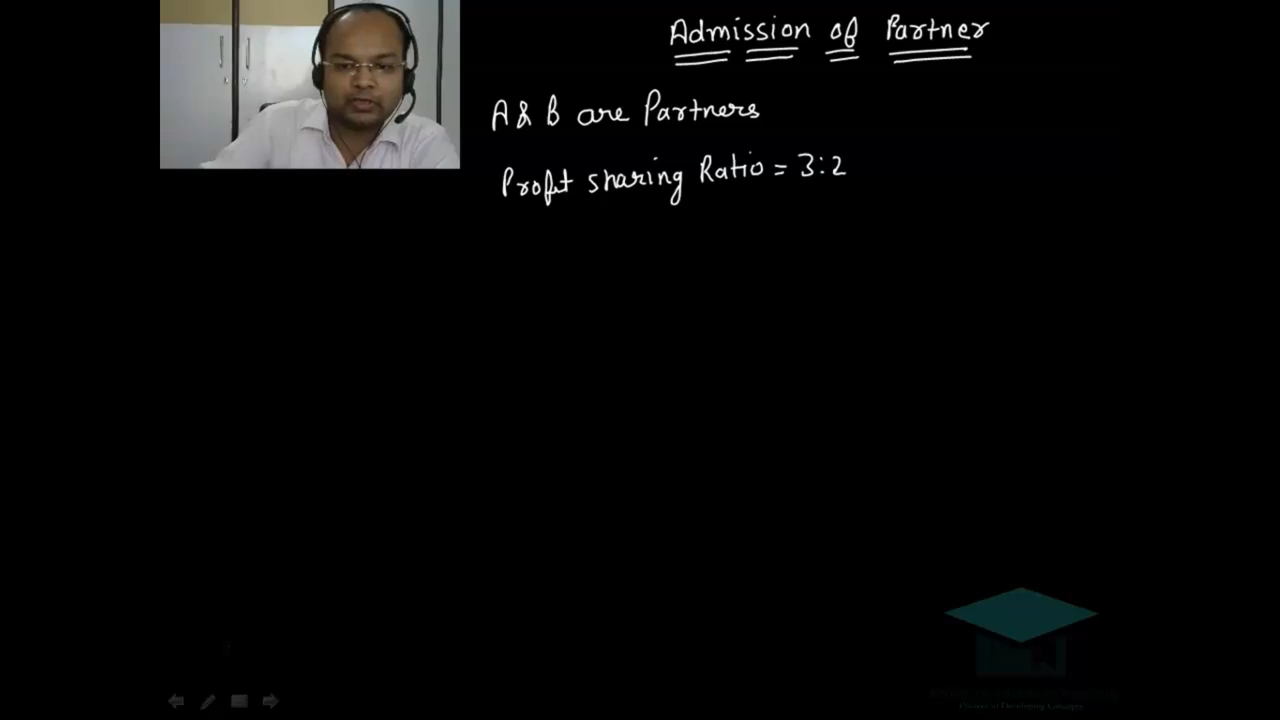 Admission of Partner
A & B are Partners
Profit sharing Ratio = 3:2